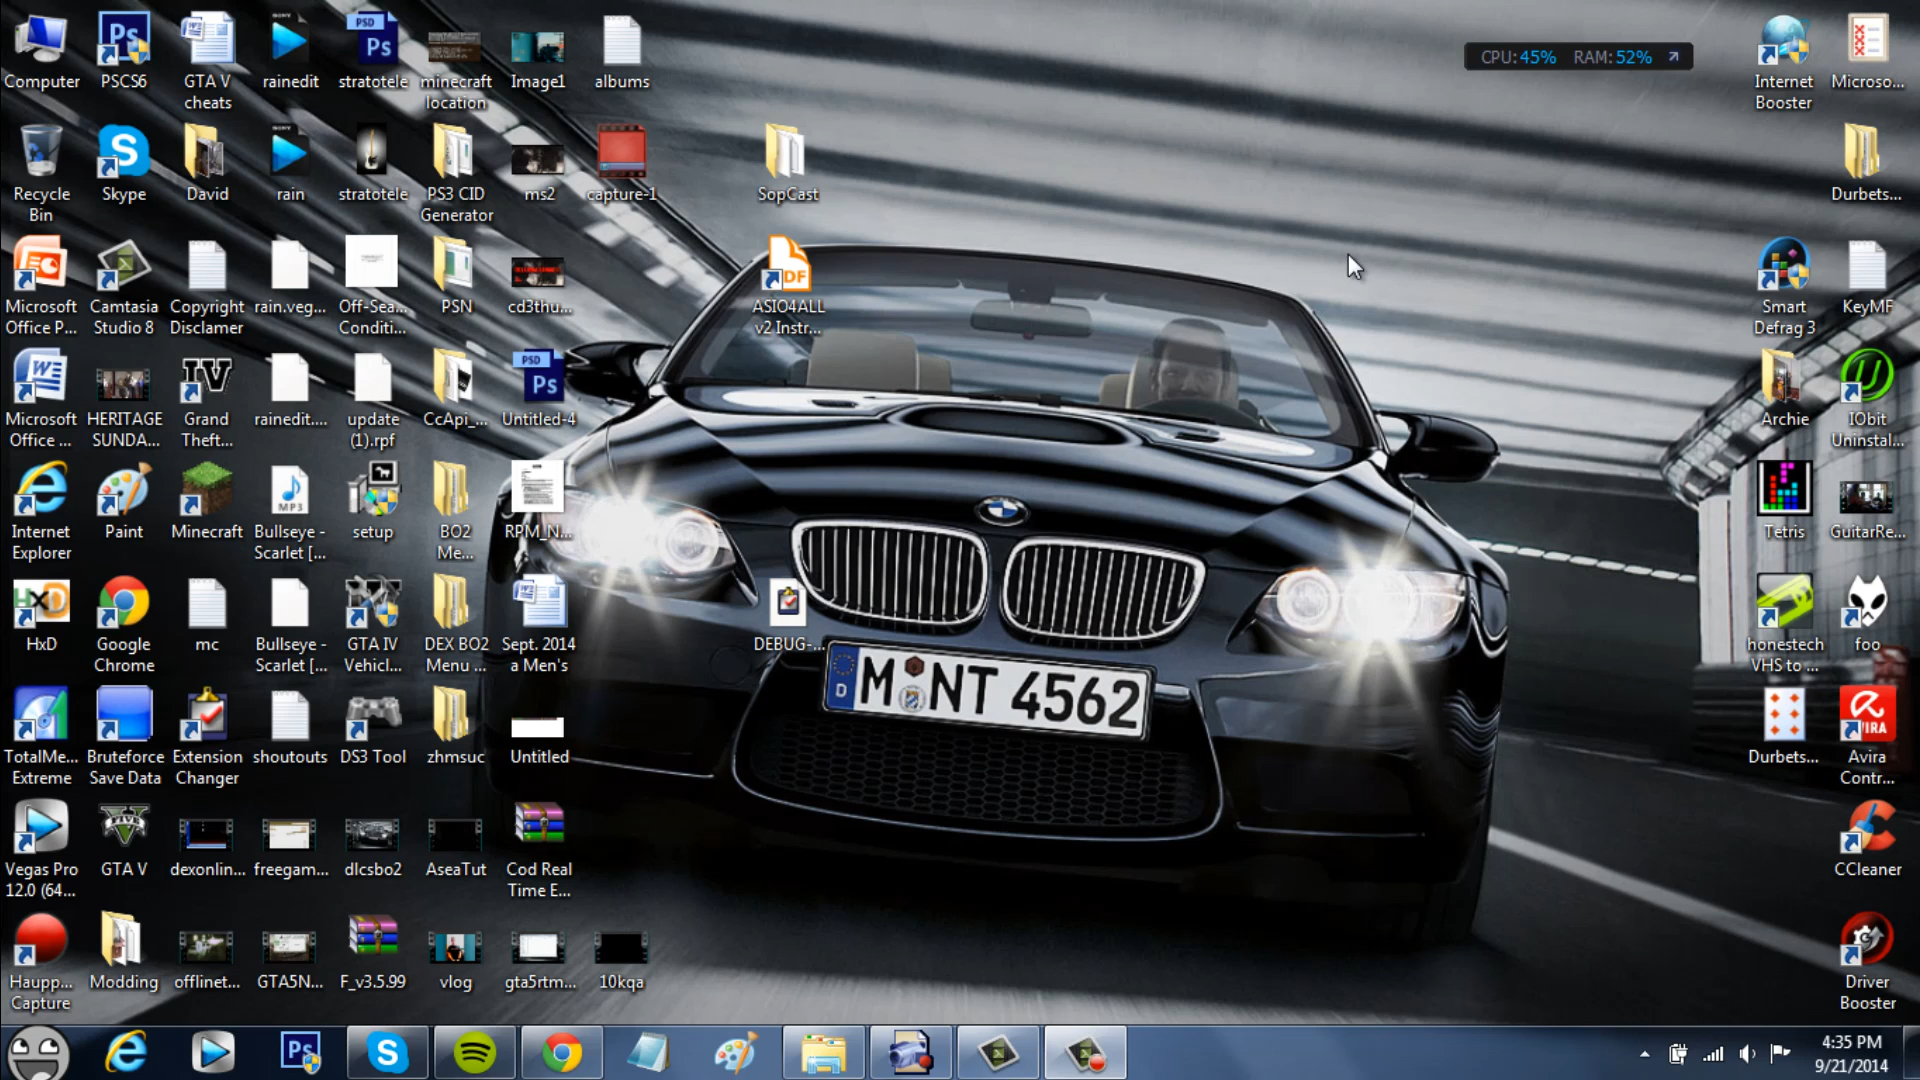 CPU: 45% RAM: 52%
Computer
PSCS6
GTA V
cheats
rainedit
stratotele
minecraft
location
Image1
albums
Internet
Booster
Microso...
Recycle
Bin
Skype
David
rain
stratotele
PS3 CID
Generator
ms2
capture-1
SopCast
Durbets...
Microsoft
Office P...
Camtasia
Studio 8
Copyright
Disclamer
rain.veg...
Off-Sea...
Conditi...
PSN
cd3thu...
ASIO4ALL
v2 Instr...
Smart
Defrag 3
KeyMF
Microsoft
Office ...
HERITAGE
SUNDA...
Grand
Theft...
rainedit....
update
(1).rpf
CcApi_...
Untitled-4
Archie
IObit
Uninstal...
Internet
Explorer
Paint
Minecraft
Bullseye -
Scarlet [...
setup
BO2
Me...
RPM_N...
Tetris
GuitarRe...
HxD
Google
Chrome
mc
Bullseye -
Scarlet [...
GTA IV
Vehicl...
DEX BO2
Menu ...
Sept. 2014
a Men's
DEBUG-...
honestech
VHS to ...
foo
M NT 4562
D
TotalMe...
Extreme
Bruteforce
Save Data
Extension
Changer
shoutouts
DS3 Tool
zhmsuc
Untitled
Durbets...
Avira
Contr...
Vegas Pro
12.0 (64...
GTA V
dexonlin...
freegam...
dlcsbo2
AseaTut
Cod Real
Time E...
CCleaner
Haupp...
Capture
Modding
offlinet...
GTA5N...
F_v3.5.99
vlog
gta5rtm...
10kqa
Driver
Booster
4:35 PM
9/21/2014